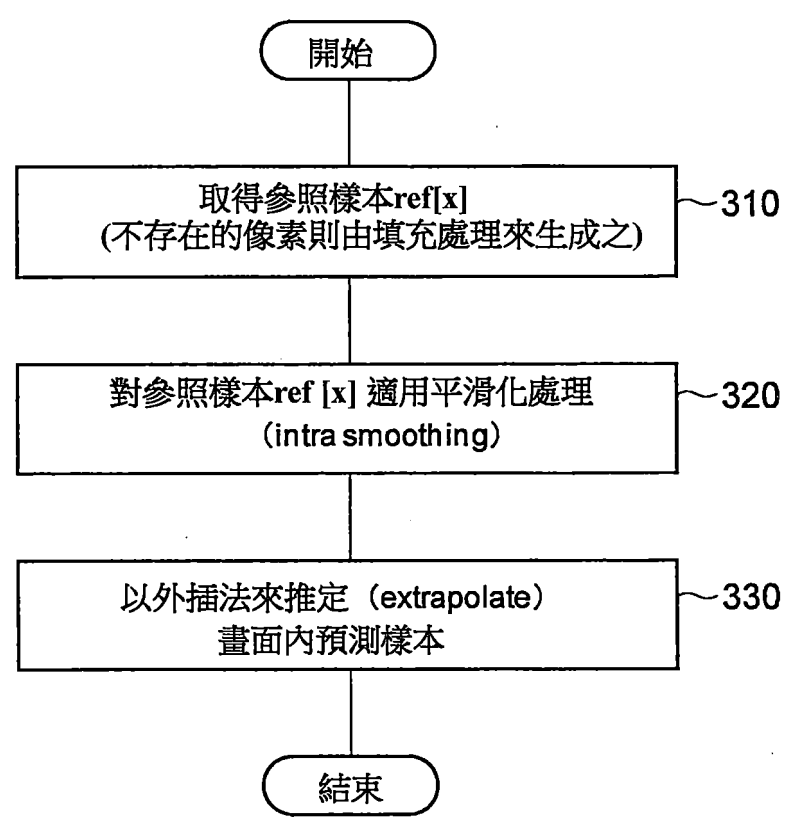 開始
取得參照樣本ref[x]
(不存在的像素則由填充處理來生成之)
310
對參照樣本ref [x] 適用平滑化處理
（intra smoothing）
320
以外插法來推定（extrapolate）
畫面內預測樣本
330
結束